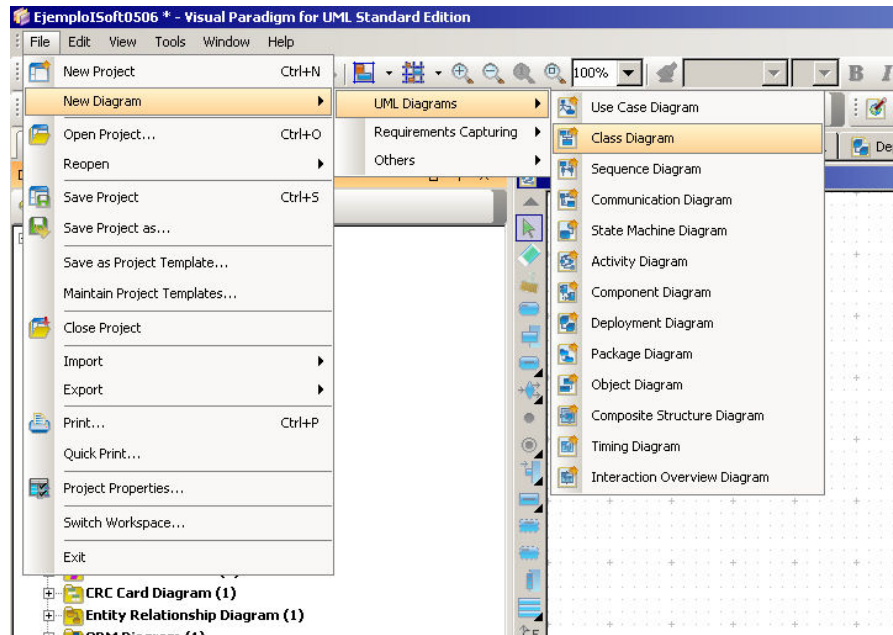 EjemploISoft0506 * - Visual Paradigm for UML Standard Edition
File Edit View Tools Window Help
100% B I
New Project Ctrl+N
New Diagram
Open Project... Ctrl+O
Reopen
Save Project Ctrl+S
Save Project as...
Save as Project Template...
Maintain Project Templates...
Close Project
Import
Export
Print... Ctrl+P
Quick Print...
Project Properties...
Switch Workspace...
Exit
UML Diagrams
Requirements Capturing
Others
Use Case Diagram
Class Diagram
Sequence Diagram
Communication Diagram
State Machine Diagram
Activity Diagram
Component Diagram
Deployment Diagram
Package Diagram
Object Diagram
Composite Structure Diagram
Timing Diagram
Interaction Overview Diagram
De
CRC Card Diagram (1)
Entity Relationship Diagram (1)
ORM Diagram (1)